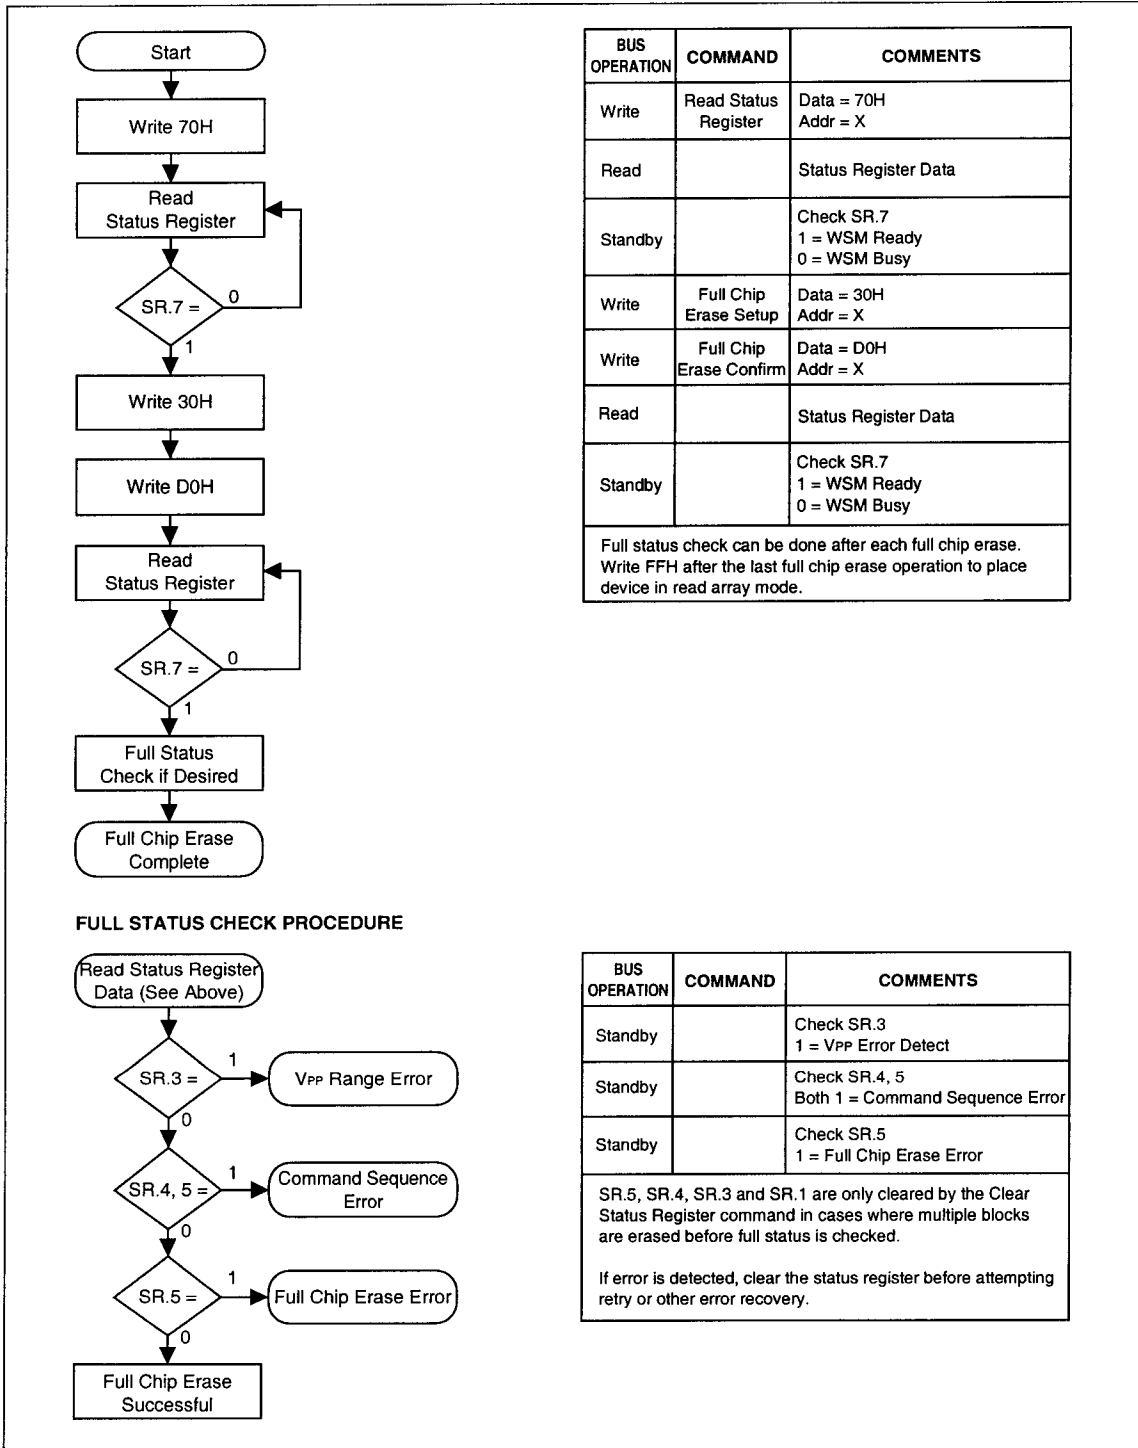 Start
Write 70H
Read
Status Register
SR.7 =
0
1
Write 30H
Write D0H
Read
Status Register
SR.7 =
0
1
Full Status
Check if Desired
Full Chip Erase
Complete
BUS OPERATION COMMAND COMMENTS
Write Read Status Register Data = 70H
Addr = X
Read Status Register Data
Standby Check SR.7
1 = WSM Ready
0 = WSM Busy
Write Full Chip Erase Setup Data = 30H
Addr = X
Write Full Chip Erase Confirm Data = D0H
Addr = X
Read Status Register Data
Standby Check SR.7
1 = WSM Ready
0 = WSM Busy
Full status check can be done after each full chip erase.
Write FFH after the last full chip erase operation to place
device in read array mode.
FULL STATUS CHECK PROCEDURE
Read Status Register
Data (See Above)
SR.3 =
1
VPP Range Error
0
SR.4, 5 =
1
Command Sequence
Error
0
SR.5 =
1
Full Chip Erase Error
0
Full Chip Erase
Successful
BUS OPERATION COMMAND COMMENTS
Standby Check SR.3
1 = VPP Error Detect
Standby Check SR.4, 5
Both 1 = Command Sequence Error
Standby Check SR.5
1 = Full Chip Erase Error
SR.5, SR.4, SR.3 and SR.1 are only cleared by the Clear
Status Register command in cases where multiple blocks
are erased before full status is checked.
If error is detected, clear the status register before attempting
retry or other error recovery.